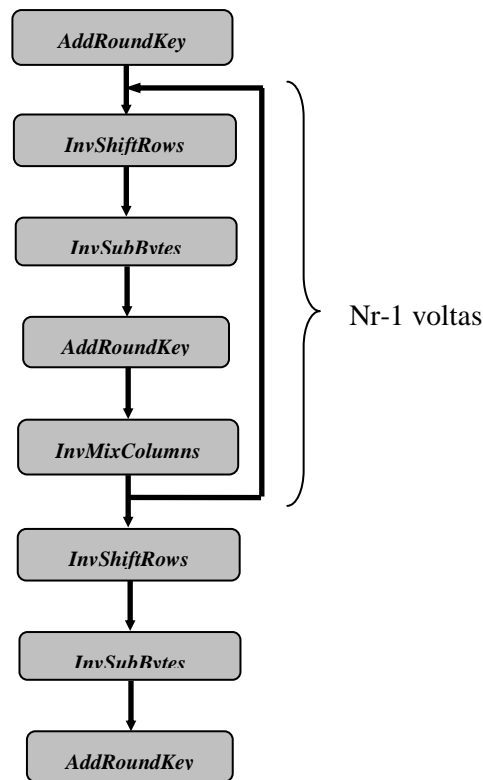 AddRoundKey
InvShiftRows
InvSubBytes
AddRoundKey
Nr-1 voltas
InvMixColumns
InvShiftRows
InvSubBytes
AddRoundKey